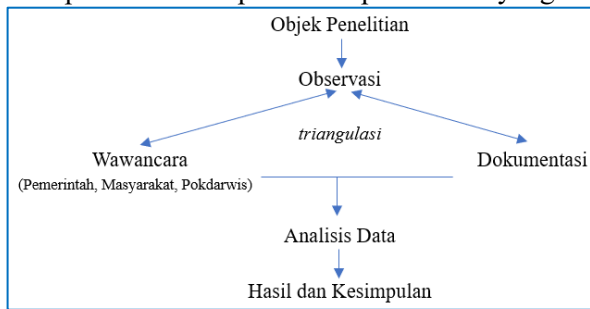 Objek Penelitian
Observasi
triangulasi
Wawancara
Dokumentasi
(Pemerintah, Masyarakat, Pokdarwis)
Analisis Data
Hasil dan Kesimpulan